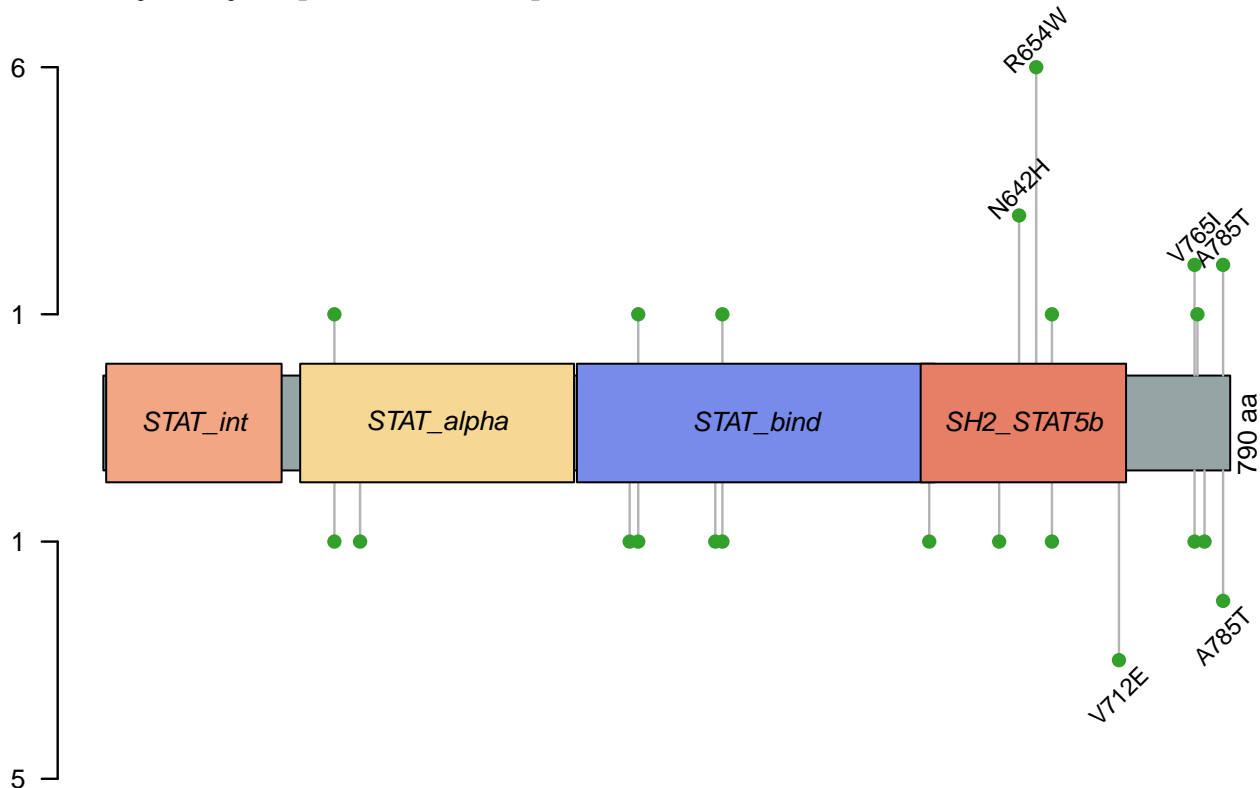 R654W
6
N642H
V765I
A785T
1
STAT_int
STAT_alpha
STAT_bind
SH2_STAT5b
790 aa
1
A785T
V712E
5